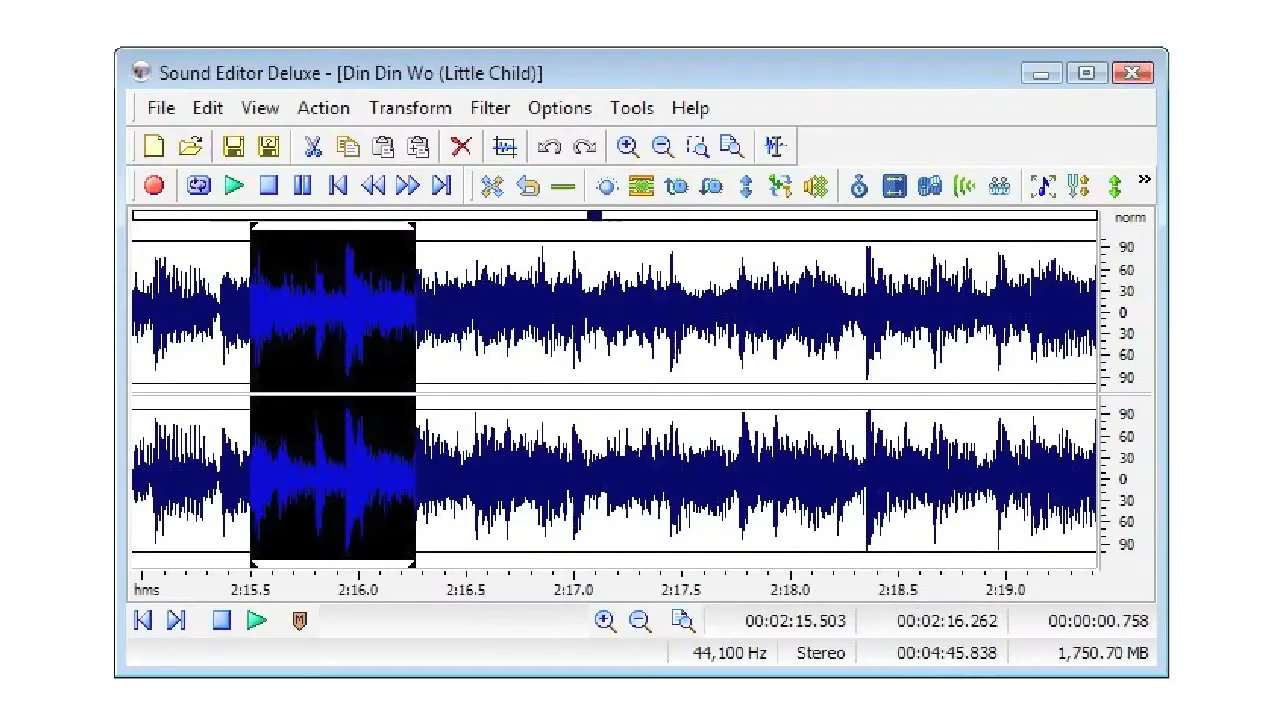 Sound Editor Deluxe - [Din Din Wo (Little Child)]
File Edit View Action Transform Filter Options Tools Help
norm
90
60
30
0
30
60
90
90
60
30
0
30
60
90
hms 2:15.5 2:16.0 2:16.5 2:17.0 2:17.5 2:18.0 2:18.5 2:19.0
M 00:02:15.503 00:02:16.262 00:00:00.758
44,100 Hz Stereo 00:04:45.838 1,750.70 MB